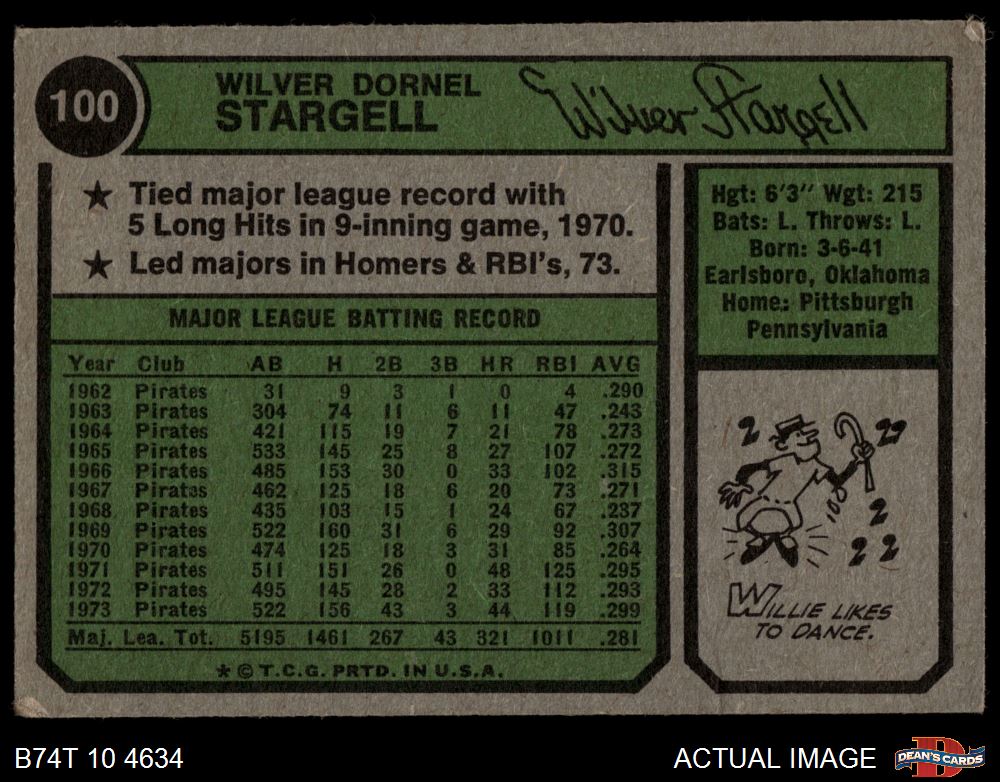 100
WILVER DORNEL
STARGELL
Wilver Stargell
★ Tied major league record with
5 Long Hits in 9-inning game, 1970.
★ Led majors in Homers & RBI's, 73.
Hgt: 6'3" Wgt: 215
Bats: L. Throws: L.
Born: 3-6-41
Earlsboro, Oklahoma
Home: Pittsburgh
Pennsylvania
MAJOR LEAGUE BATTING RECORD
Year Club AB H 2B 3B HR RBI AVG
1962 Pirates 31 9 3 1 0 4 .290
1963 Pirates 304 74 11 6 11 47 .243
1964 Pirates 421 115 19 7 21 78 .273
1965 Pirates 533 145 25 8 27 107 .272
1966 Pirates 485 153 30 0 33 102 .315
1967 Pirates 462 125 18 6 20 73 .271
1968 Pirates 435 103 15 1 24 67 .237
1969 Pirates 522 160 31 6 29 92 .307
1970 Pirates 474 125 18 3 31 85 .264
1971 Pirates 511 151 26 0 48 125 .295
1972 Pirates 495 145 28 2 33 112 .293
1973 Pirates 522 156 43 3 44 119 .299
Maj. Lea. Tot. 5195 1461 267 43 321 1011 .281
★ © T.C.G. PRTD. IN U.S.A.
WILLIE LIKES
TO DANCE.
B74T 10 4634
ACTUAL IMAGE
DEAN'S CARDS